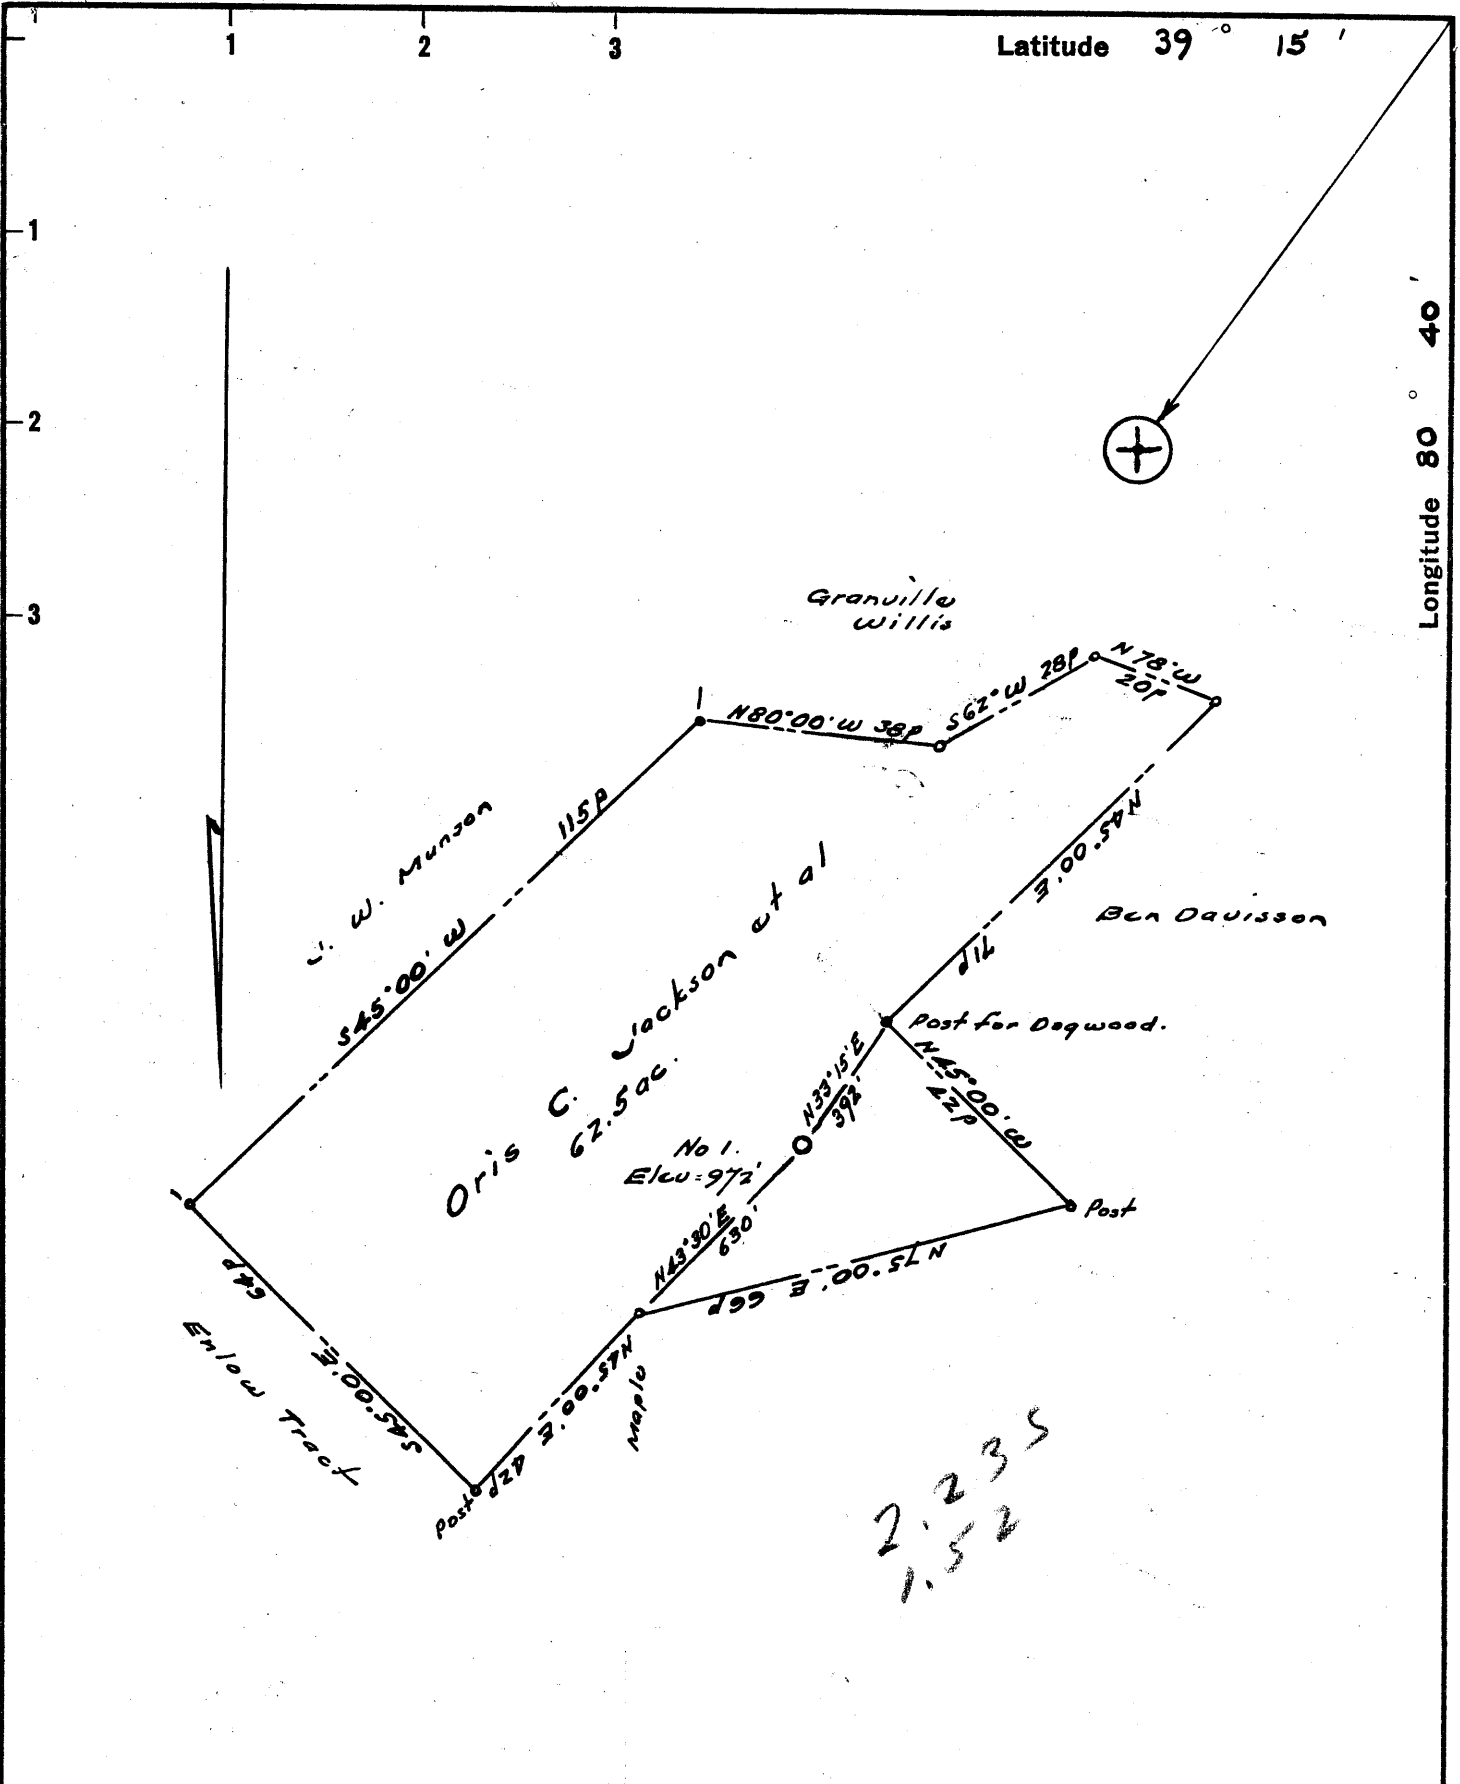 1 2 3 Latitude 39° 15'
1
2
3
Longitude 80° 40'
Granville
Willis
N80°00'W 38P
S62°W 28P
N78°W
20P
J. W. Munson
115P
S45°00'W
Oris C. Jackson et al
62.5 ac.
N45°00'E
71P
Ben Davisson
Post for Dogwood.
N33°15'E
392'
N45°00'W
42P
No 1.
Elev = 972'
N43°30'E
630'
Post
N75°00'E 66P
64P
S45°00'E
Enlow Tract
N45°00'E 42P
Maple
Post
2.235
1.52